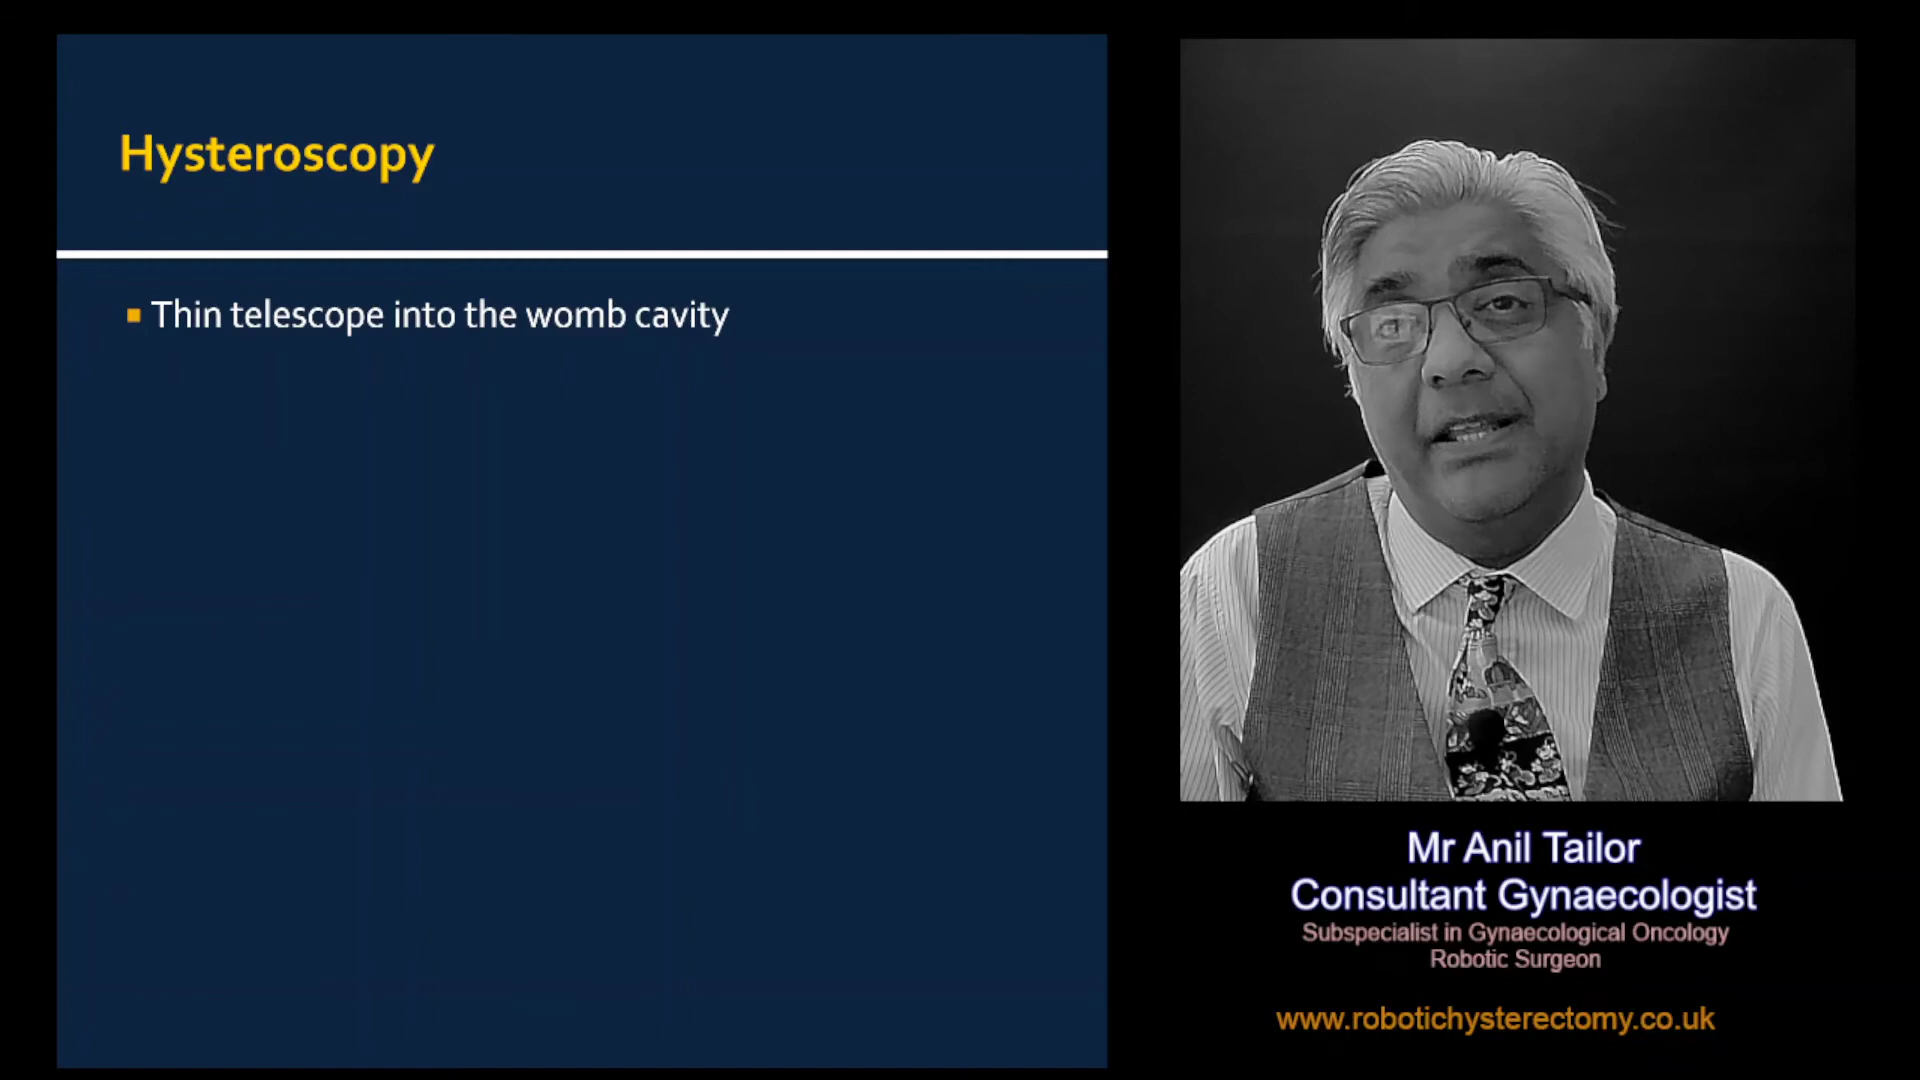 Hysteroscopy
Thin telescope into the womb cavity
Mr Anil Tailor
Consultant Gynaecologist
Subspecialist in Gynaecological Oncology
Robotic Surgeon
www.robotichysterectomy.co.uk